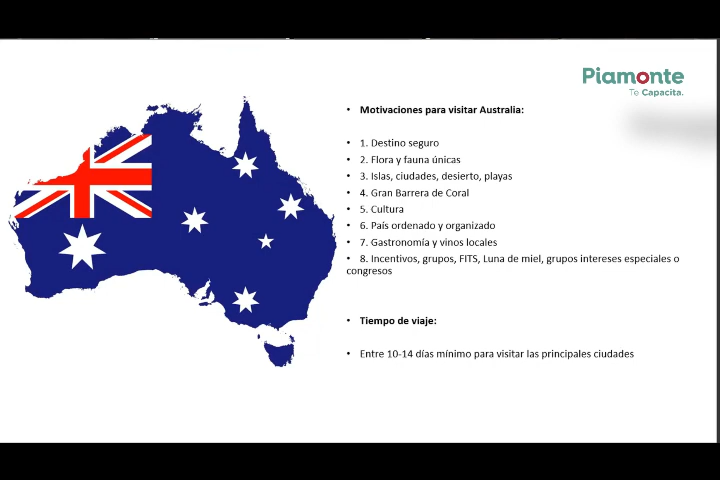 Piamonte
Te Capacita.
• Motivaciones para visitar Australia:
• 1. Destino seguro
• 2. Flora y fauna únicas
• 3. Islas, ciudades, desierto, playas
• 4. Gran Barrera de Coral
• 5. Cultura
• 6. País ordenado y organizado
• 7. Gastronomía y vinos locales
• 8. Incentivos, grupos, FITS, Luna de miel, grupos intereses especiales o
congresos
• Tiempo de viaje:
• Entre 10-14 días mínimo para visitar las principales ciudades